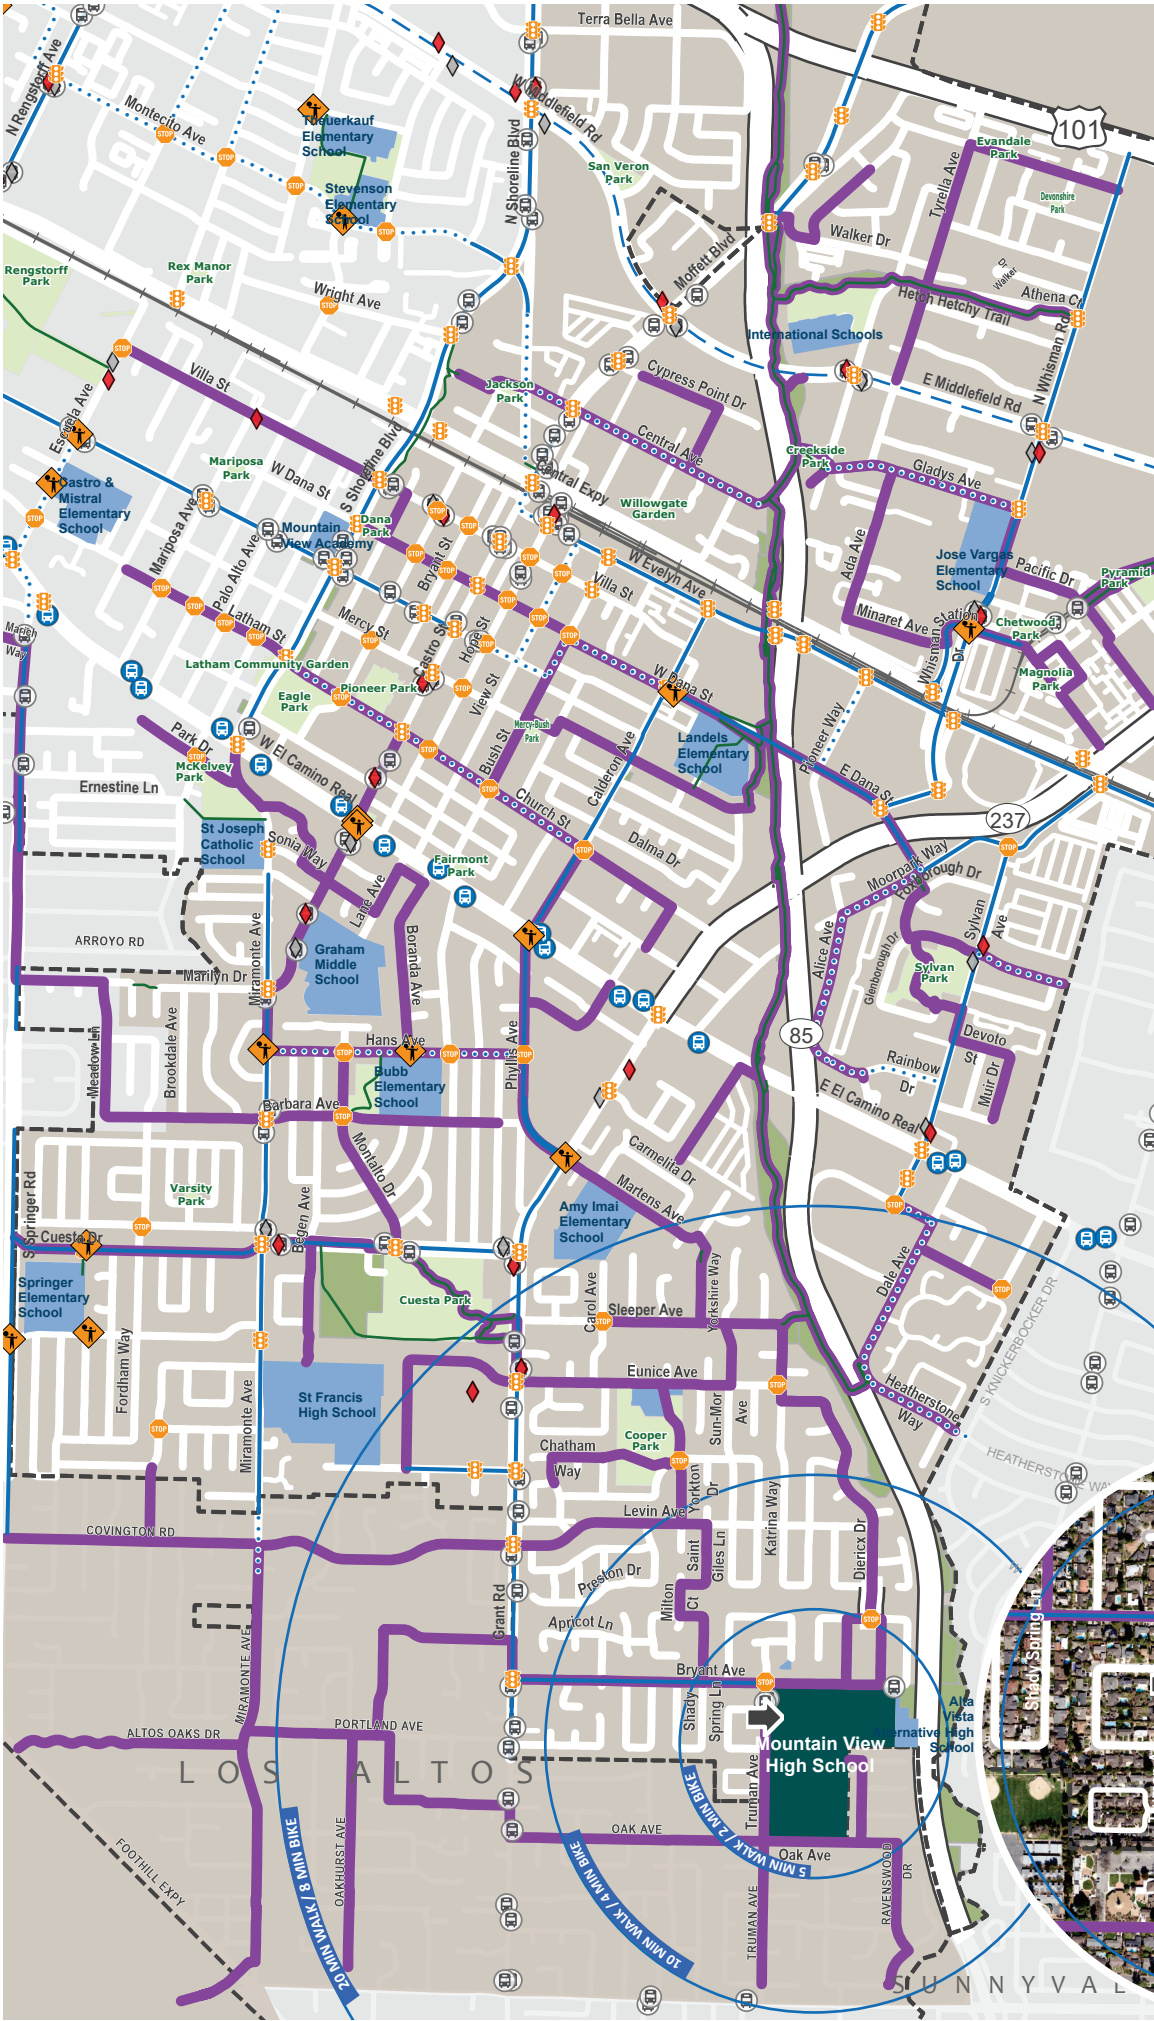 Terra Bella Ave
N Rengstorff Ave
Montecito Ave
Theuerkauf
Elementary
School
W Middlefield Rd
N Shoreline Blvd
101
Evandale
Park
San Veron
Park
Stevenson
Elementary
School
Tyrella Ave
Devonshire
Park
Walker Dr
Moffett Blvd
Rengstorff
Park
Rex Manor
Park
Wright Ave
Dr
Walker
Athena Ct
Hetch Hetchy Trail
International Schools
N Whisman Rd
Villa St
Jackson
Park
Cypress Point Dr
E Middlefield Rd
Escuela Ave
S Shoreline Blvd
Central Ave
Creekside
Park
Gladys Ave
Mariposa
Park
W Dana St
Castro &
Mistral
Elementary
School
Central Expy
Willowgate
Garden
Mountain
View Academy
Dana
Park
Mariposa Ave
Palo Alto Ave
Bryant St
W Evelyn Ave
Villa St
Ada Ave
Jose Vargas
Elementary
School
Pacific Dr
Pyramid
Park
Latham St
Mercy St
Castro St
Hope St
Minaret Ave
Whisman Station
Dr
Chetwood
Park
Marich
Way
Latham Community Garden
Eagle
Park
Pioneer Park
View St
W Dana St
Magnolia
Park
Park Dr
McKelvey
Park
W El Camino Real
Bush St
Mercy-Bush
Park
Calderon Ave
Landels
Elementary
School
Pioneer Way
E Dana St
Ernestine Ln
St Joseph
Catholic
School
Sonia Way
Church St
Dalma Dr
237
Fairmont
Park
Moorpark Way
Foxborough Dr
Lane Ave
ARROYO RD
Miramonte Ave
Graham
Middle
School
Boranda Ave
Alice Ave
Glenborough Dr
Sylvan
Ave
Sylvan
Park
Marilyn Dr
Meadow Ln
Brookdale Ave
Hans Ave
Phyllis Ave
85
Devoto
St
Bubb
Elementary
School
Rainbow
Dr
Muir Dr
Barbara Ave
E El Camino Real
Montalto Dr
Carmelita Dr
Martens Ave
Varsity
Park
Amy Imai
Elementary
School
S Springer Rd
Cuesta Dr
Begen Ave
Springer
Elementary
School
Cuesta Park
Carol Ave
Sleeper Ave
Yorkshire Way
Dale Ave
S KNICKERBOCKER DR
Fordham Way
Miramonte Ave
St Francis
High School
Eunice Ave
Sun-Mor
Ave
Heatherstone
Way
Cooper
Park
Chatham
Way
Yorkton
Dr
Katrina Way
Levin Ave
COVINGTON RD
Saint
Giles Ln
Diericx Dr
Preston Dr
Milton
Ct
Grant Rd
Apricot Ln
Shady Spring Ln
MIRAMONTE AVE
Bryant Ave
Shady
Spring Ln
ALTOS OAKS DR
PORTLAND AVE
Alta
Vista
Alternative High
School
Mountain View
High School
LOS ALTOS
Truman Ave
OAK AVE
Oak Ave
5 MIN WALK / 2 MIN BIKE
10 MIN WALK / 4 MIN BIKE
20 MIN WALK / 8 MIN BIKE
FOOTHILL EXPY
OAKHURST AVE
TRUMAN AVE
RAVENSWOOD
DR
SUNNYVAL